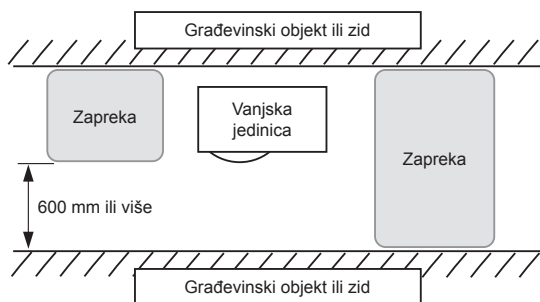 Građevinski objekt ili zid
Zapreka
Vanjska
jedinica
Zapreka
600 mm ili više
Građevinski objekt ili zid